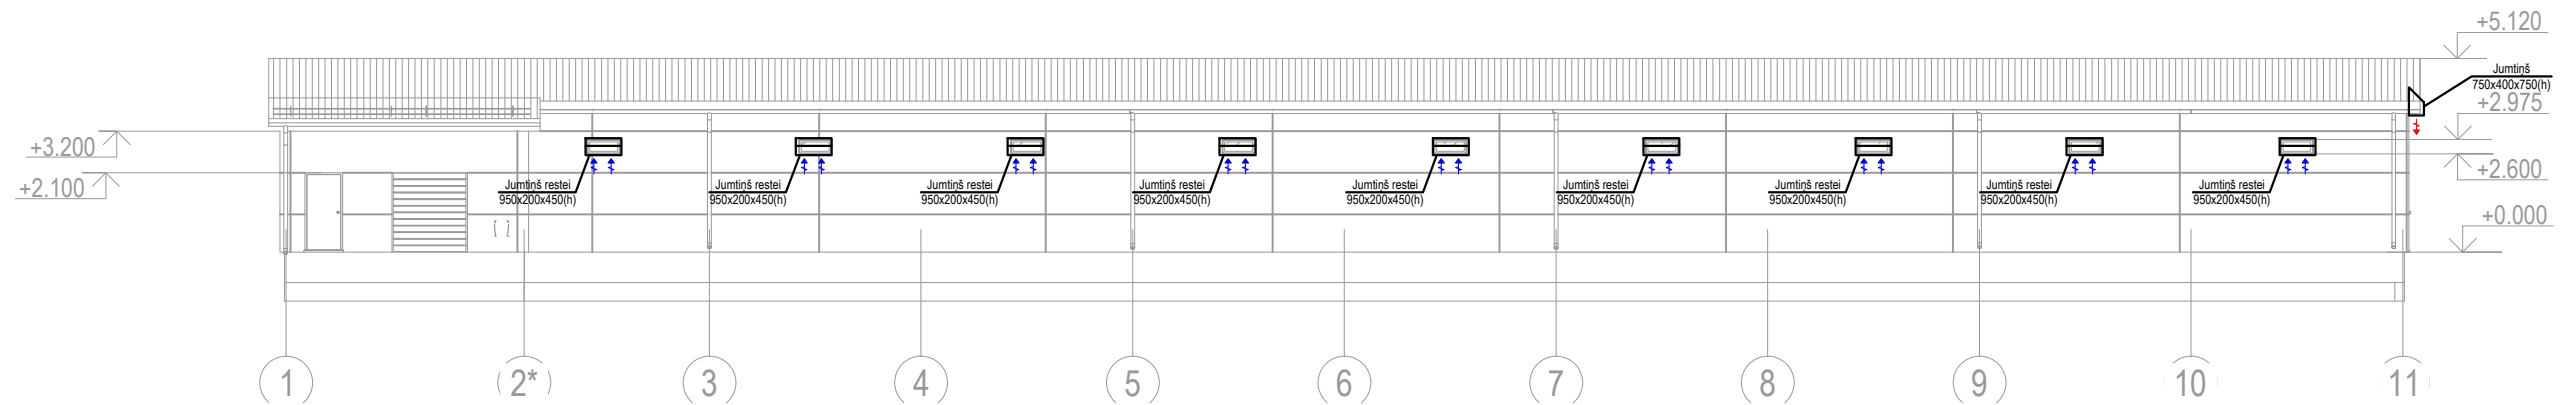 +5.120
Jumtiņš
750x400x750(h)
+2.975
+3.200
+2.600
+2.100
Jumtiņš restei
950x200x450(h)
Jumtiņš restei
950x200x450(h)
Jumtiņš restei
950x200x450(h)
Jumtiņš restei
950x200x450(h)
Jumtiņš restei
950x200x450(h)
Jumtiņš restei
950x200x450(h)
Jumtiņš restei
950x200x450(h)
Jumtiņš restei
950x200x450(h)
Jumtiņš restei
950x200x450(h)
+0.000
1
2*
3
4
5
6
7
8
9
10
11